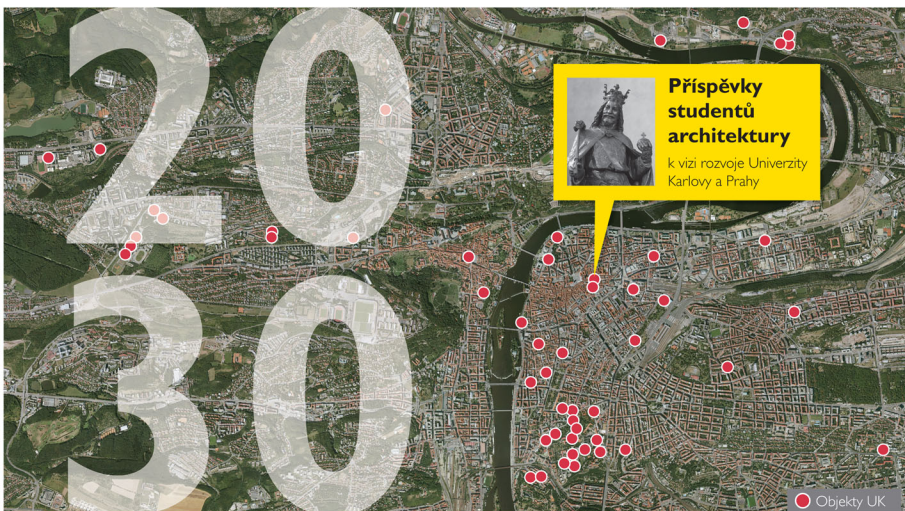 20
30
Příspěvky
studentů
architektury
k vizi rozvoje Univerzity
Karlovy a Prahy
Objekty UK